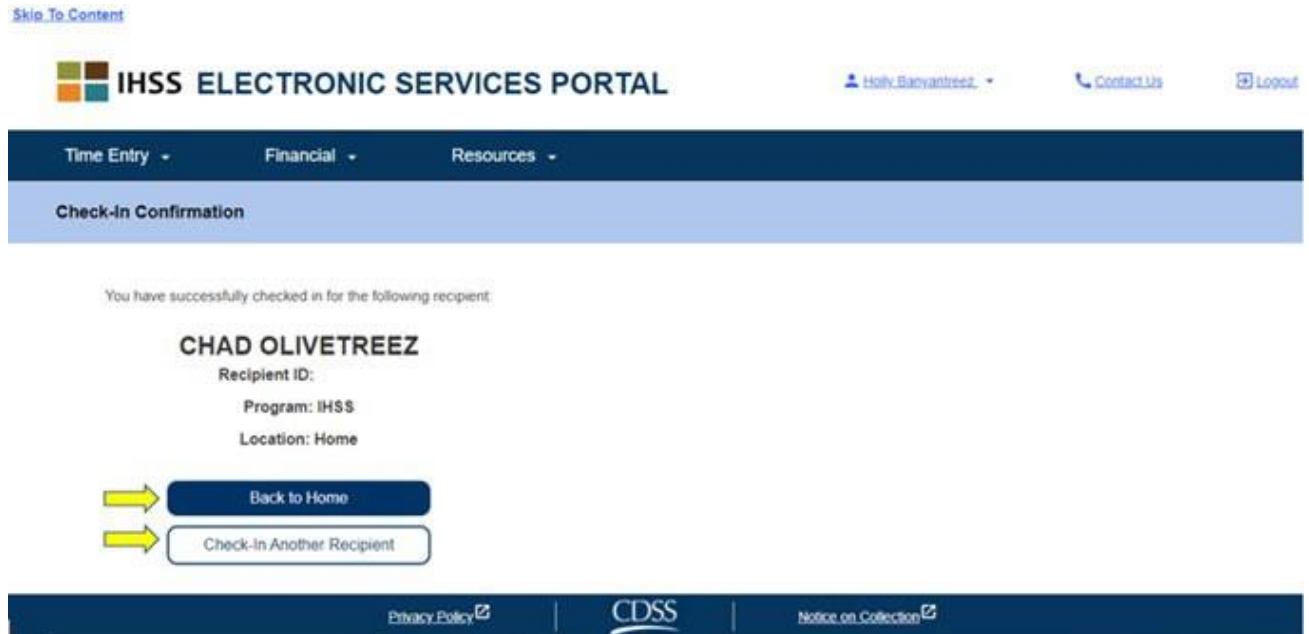 Skip To Content
IHSS ELECTRONIC SERVICES PORTAL
Holly Banyantreez
Contact Us
Logout
Time Entry
Financial
Resources
Check-In Confirmation
You have successfully checked in for the following recipient
CHAD OLIVETREEZ
Recipient ID:
Program: IHSS
Location: Home
Back to Home
Check-In Another Recipient
Privacy Policy
CDSS
Notice on Collection